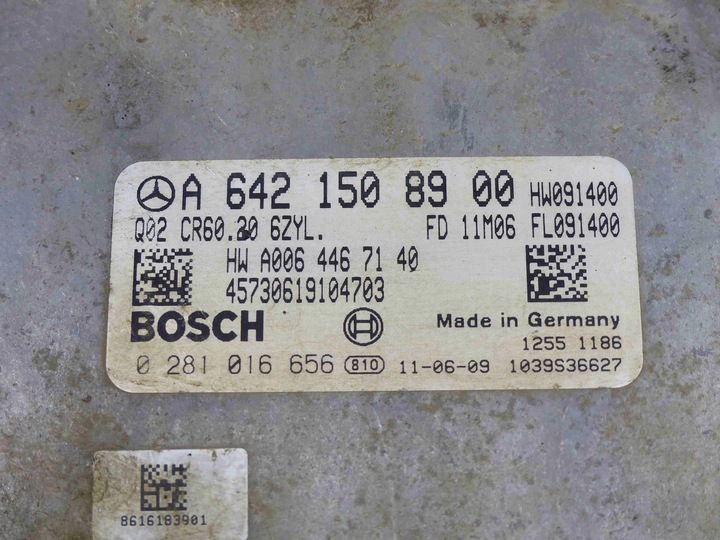 A 642 150 89 00 HW091400
Q02 CR60.20 6ZYL. FD 11M06 FL091400
HW A006 446 71 40
45730619104703
BOSCH Made in Germany
1255 1186
0 281 016 656 810 11-06-09 1039S36627
8616183901